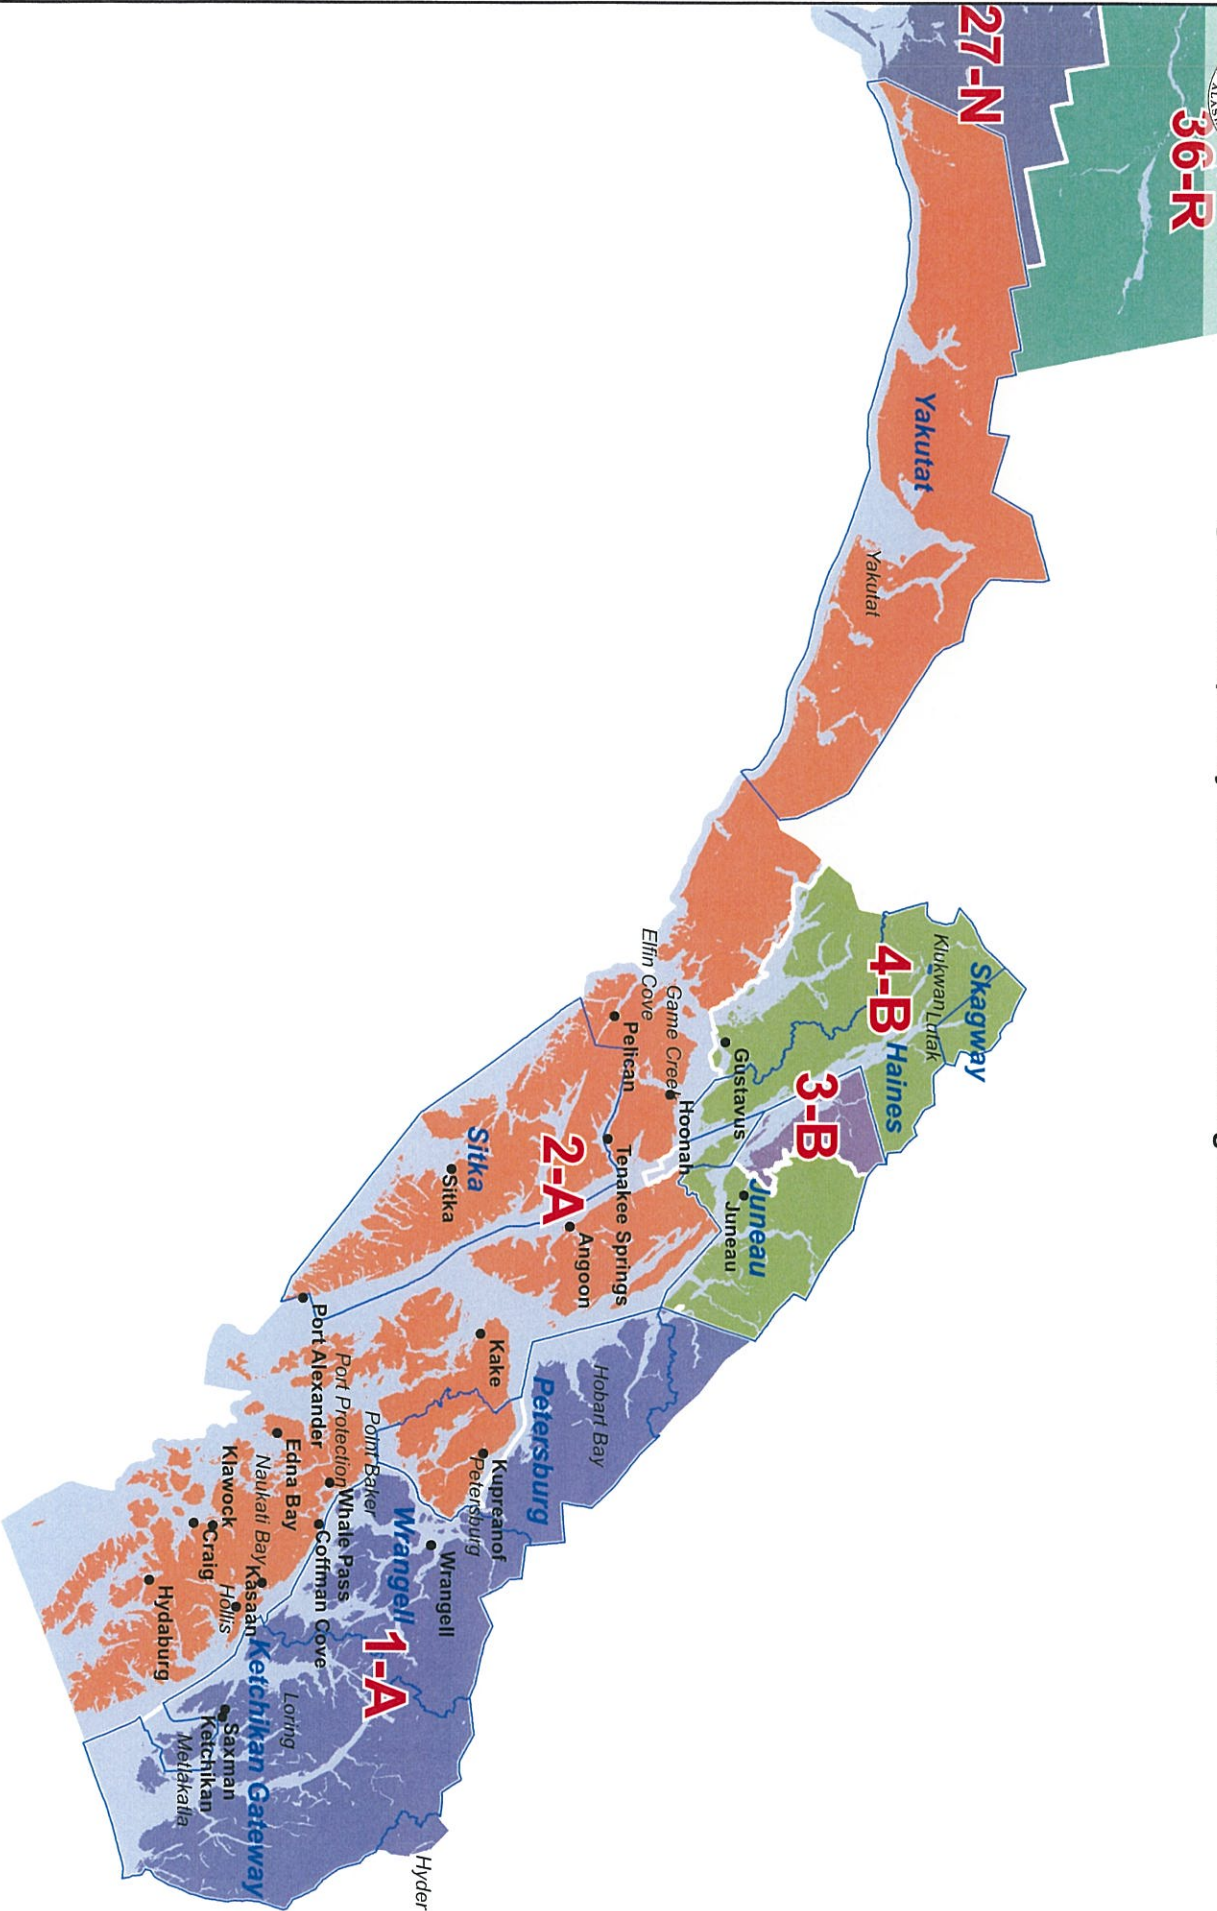 ALAS
36-R
27-N
Yakutat
Yakutat
Skagway
Klukwan
Lutak
4-B
Haines
3-B
Gustavus
Elfin Cove
Game Creek
Pelican
Hoonah
Juneau
Juneau
Tenakee Springs
2-A
Sitka
Sitka
Angoon
Port Alexander
Kake
Hobart Bay
Petersburg
Port Protection
Point Baker
Kupreanof
Petersburg
Edna Bay
Klawock
Naukati Bay
Whale Pass
Coffman Cove
Wrangell
Wrangell
Craig
Kasaan
Hollis
Hydaburg
1-A
Ketchikan Gateway
Loring
Saxman
Ketchikan
Metlakatla
Hyder